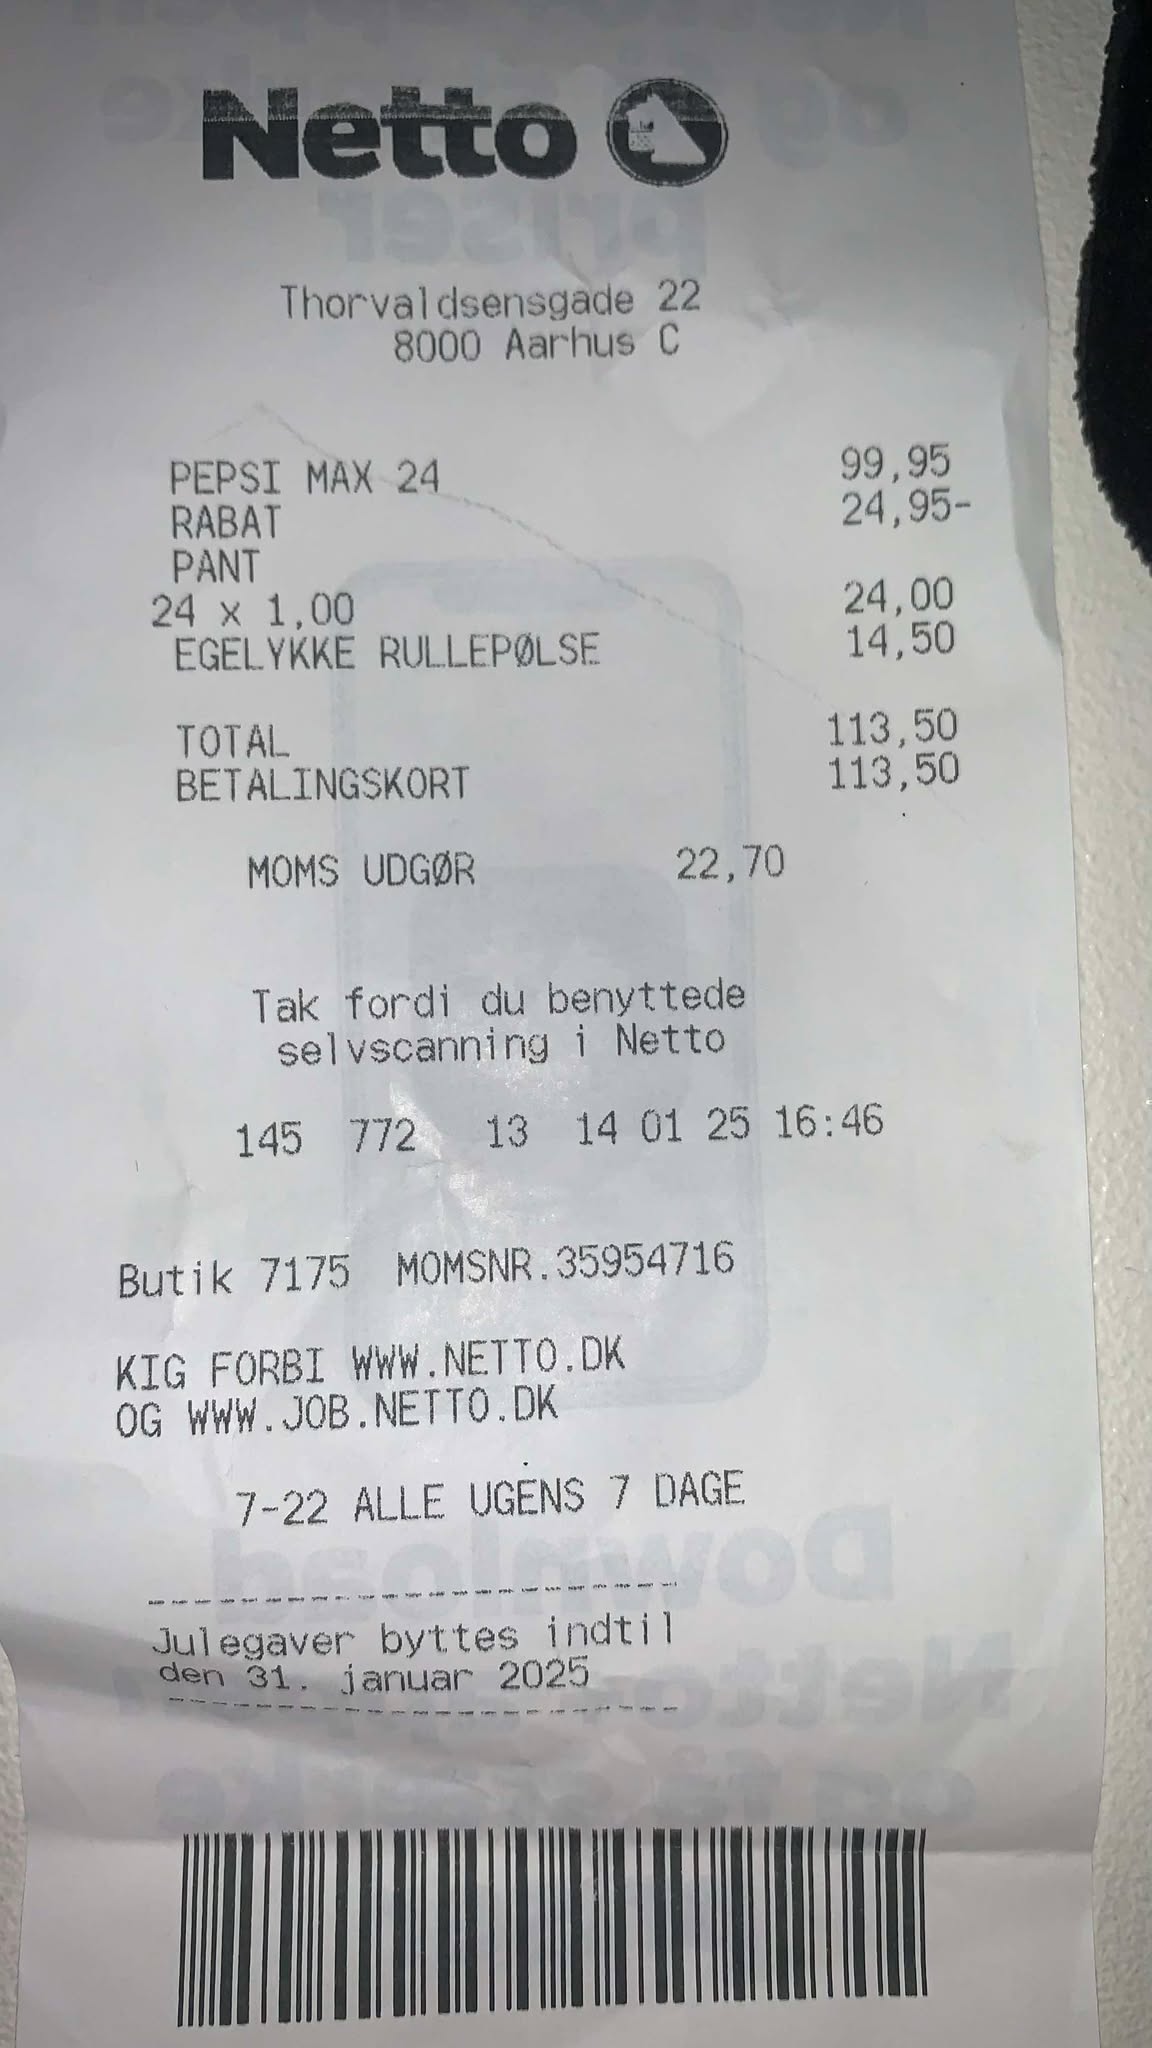 Netto
Thorvaldsensgade 22
8000 Aarhus C
PEPSI MAX 24 99,95
RABAT 24,95-
PANT
24 x 1,00 24,00
EGELYKKE RULLEPØLSE 14,50
TOTAL 113,50
BETALINGSKORT 113,50
MOMS UDGØR 22,70
Tak fordi du benyttede
selvscanning i Netto
145 772 13 14 01 25 16:46
Butik 7175 MOMSNR.35954716
KIG FORBI WWW.NETTO.DK
OG WWW.JOB.NETTO.DK
7-22 ALLE UGENS 7 DAGE
Julegaver byttes indtil
den 31. januar 2025